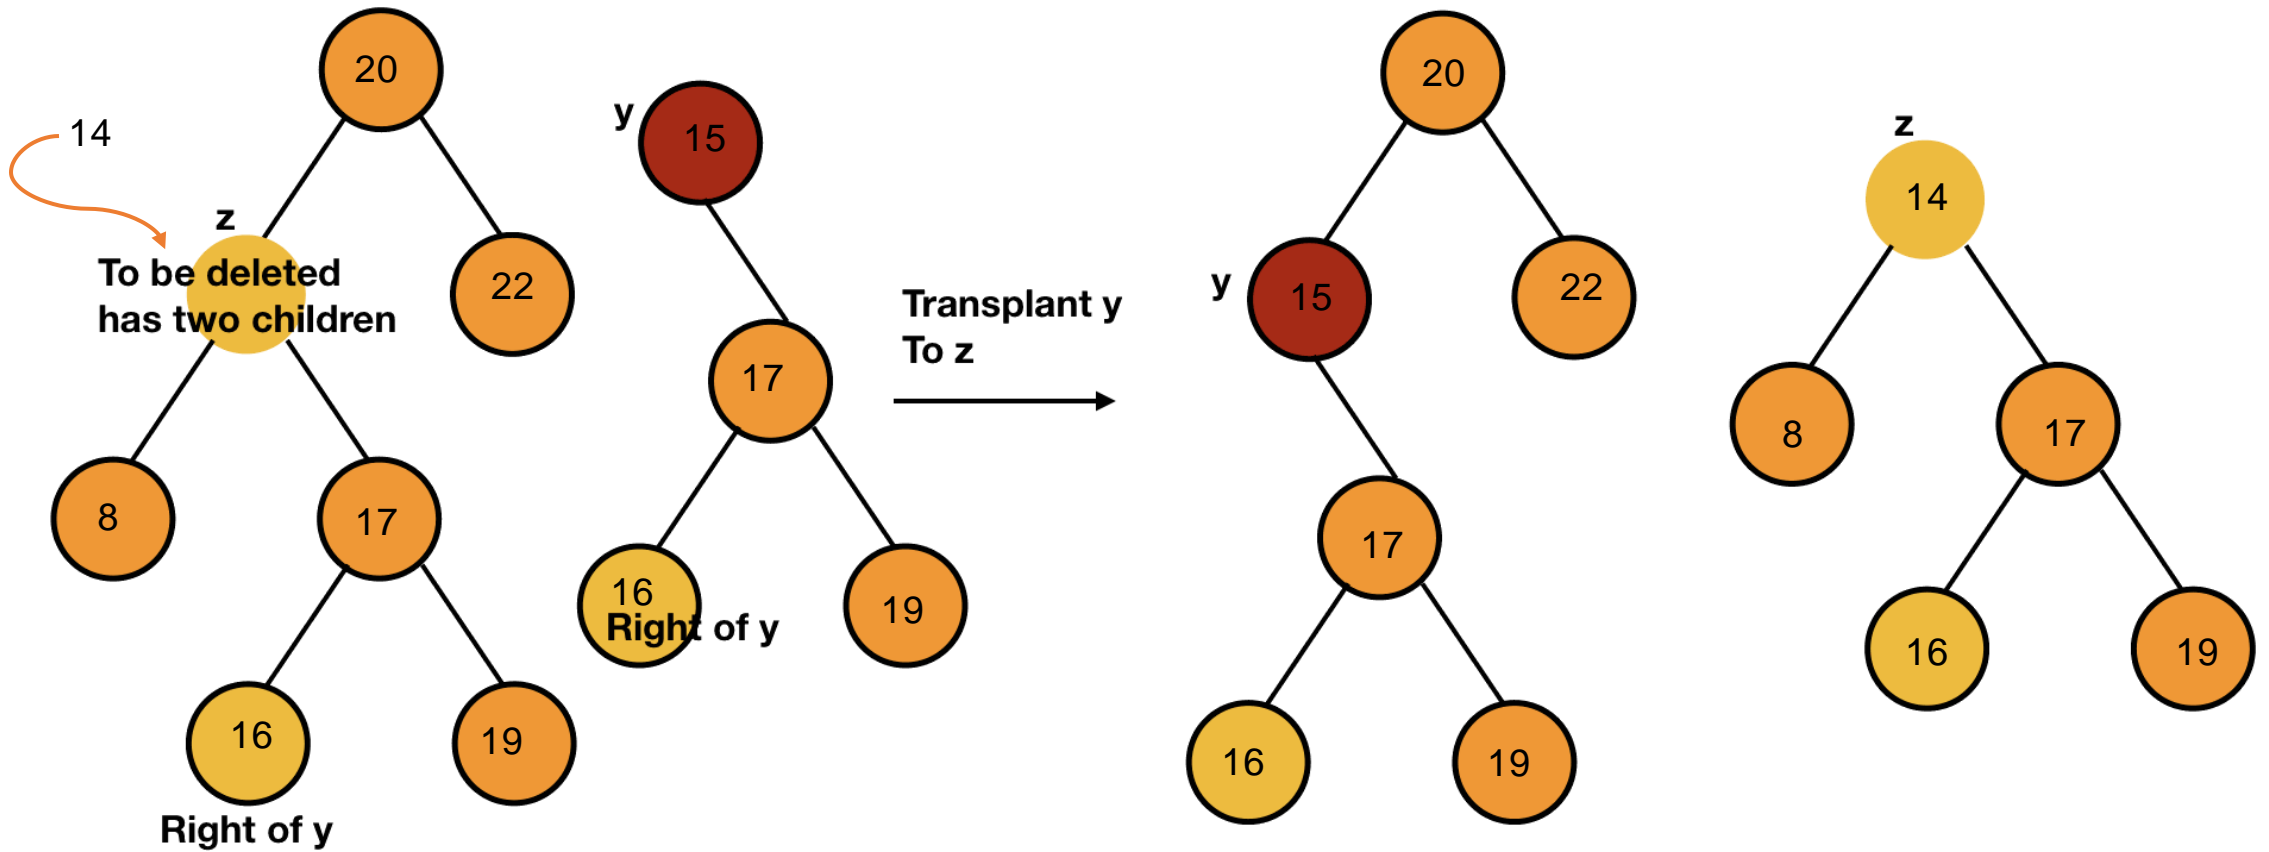 20
14
z
To be deleted
has two children
22
8
17
16
19
Right of y
y
15
17
16
Right of y
19
Transplant y
To z
20
y
15
22
17
16
19
z
14
8
17
16
19